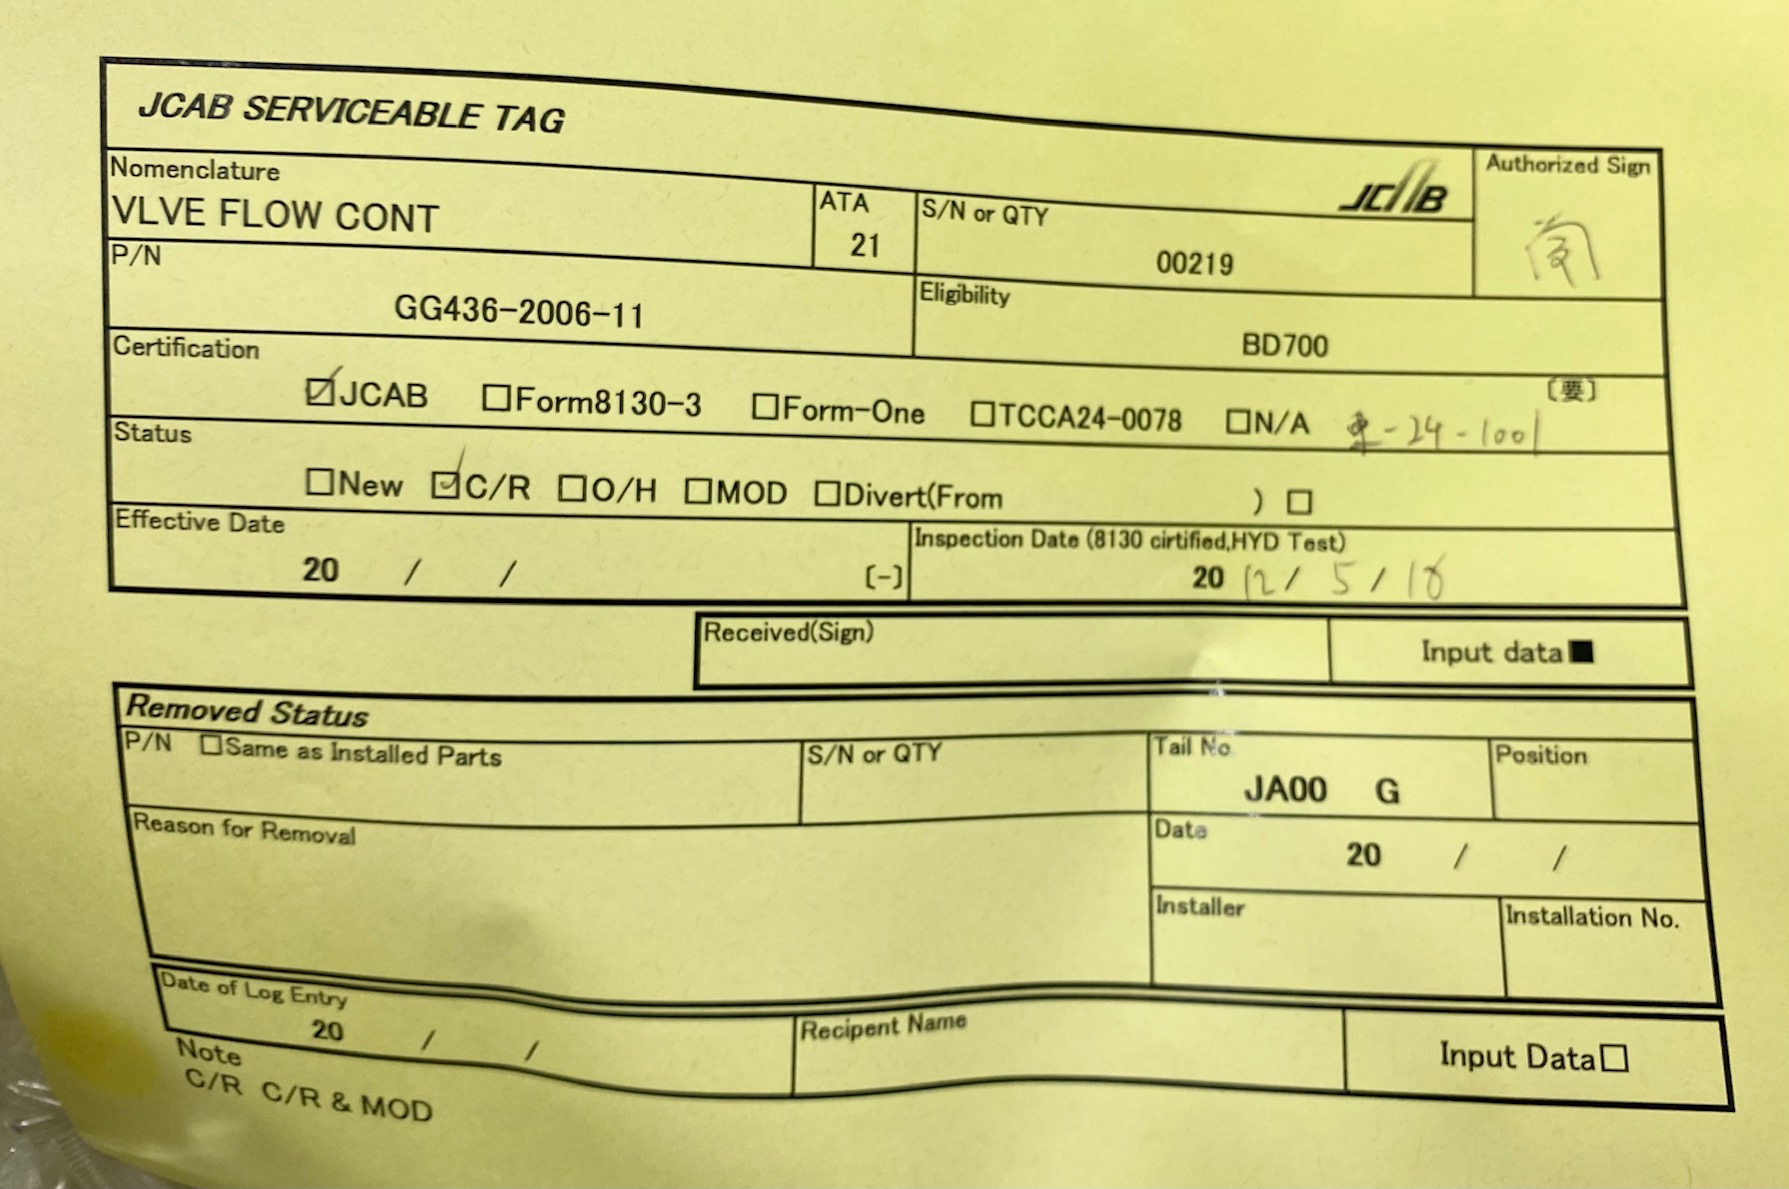 JCAB SERVICEABLE TAG
Nomenclature
VLVE FLOW CONT
ATA
21
S/N or QTY
00219
JCAB
Authorized Sign
P/N
GG436-2006-11
Eligibility
BD700
Certification
☑JCAB ☐Form8130-3 ☐Form-One ☐TCCA24-0078 ☐N/A
[要]
-24-1001
Status
☐New ☑C/R ☐O/H ☐MOD ☐Divert(From ) ☐
Effective Date
20 / / [-]
Inspection Date (8130 cirtified,HYD Test)
20 12/ 5 / 18
Received(Sign)
Input data■
Removed Status
P/N ☐Same as Installed Parts
S/N or QTY
Tail No
JA00 G
Position
Reason for Removal
Date
20 / /
Installer
Installation No.
Date of Log Entry
20 / /
Recipent Name
Input Data☐
Note
C/R C/R & MOD